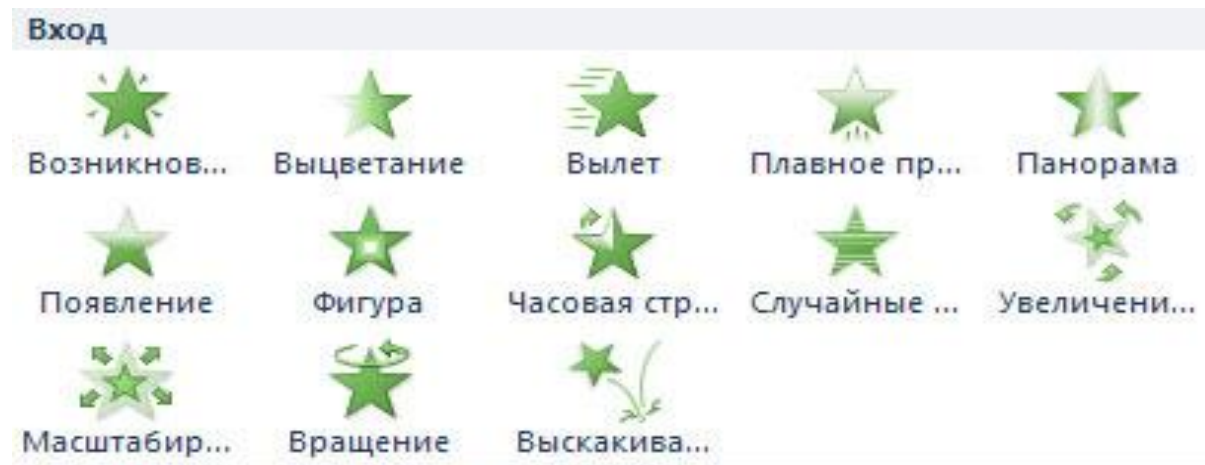 Вход
Возникнов... Выцветание Вылет Плавное пр... Панорама
Появление Фигура Часовая стр... Случайные ... Увеличени...
Масштабир... Вращение Выскакива...